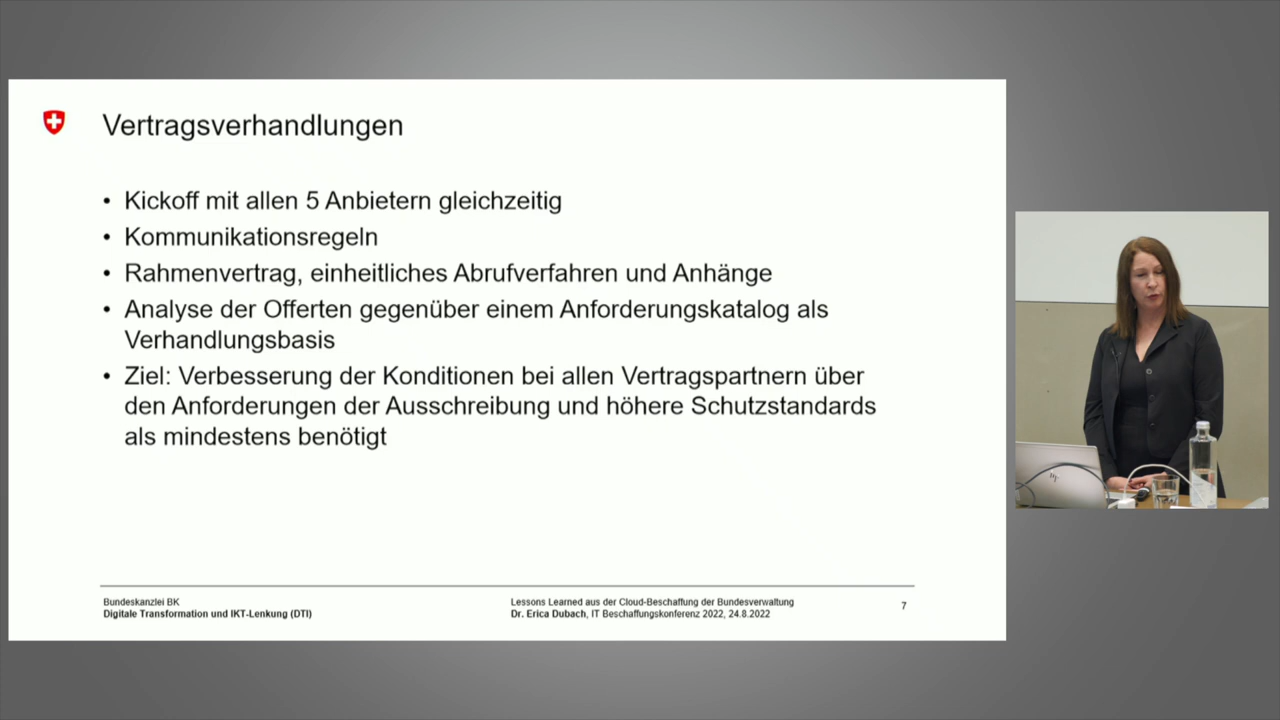 Vertragsverhandlungen
• Kickoff mit allen 5 Anbietern gleichzeitig
• Kommunikationsregeln
• Rahmenvertrag, einheitliches Abrufverfahren und Anhänge
• Analyse der Offerten gegenüber einem Anforderungskatalog als
Verhandlungsbasis
• Ziel: Verbesserung der Konditionen bei allen Vertragspartnern über
den Anforderungen der Ausschreibung und höhere Schutzstandards
als mindestens benötigt
Bundeskanzlei BK
Digitale Transformation und IKT-Lenkung (DTI)
Lessons Learned aus der Cloud-Beschaffung der Bundesverwaltung
Dr. Erica Dubach, IT Beschaffungskonferenz 2022, 24.8.2022
7